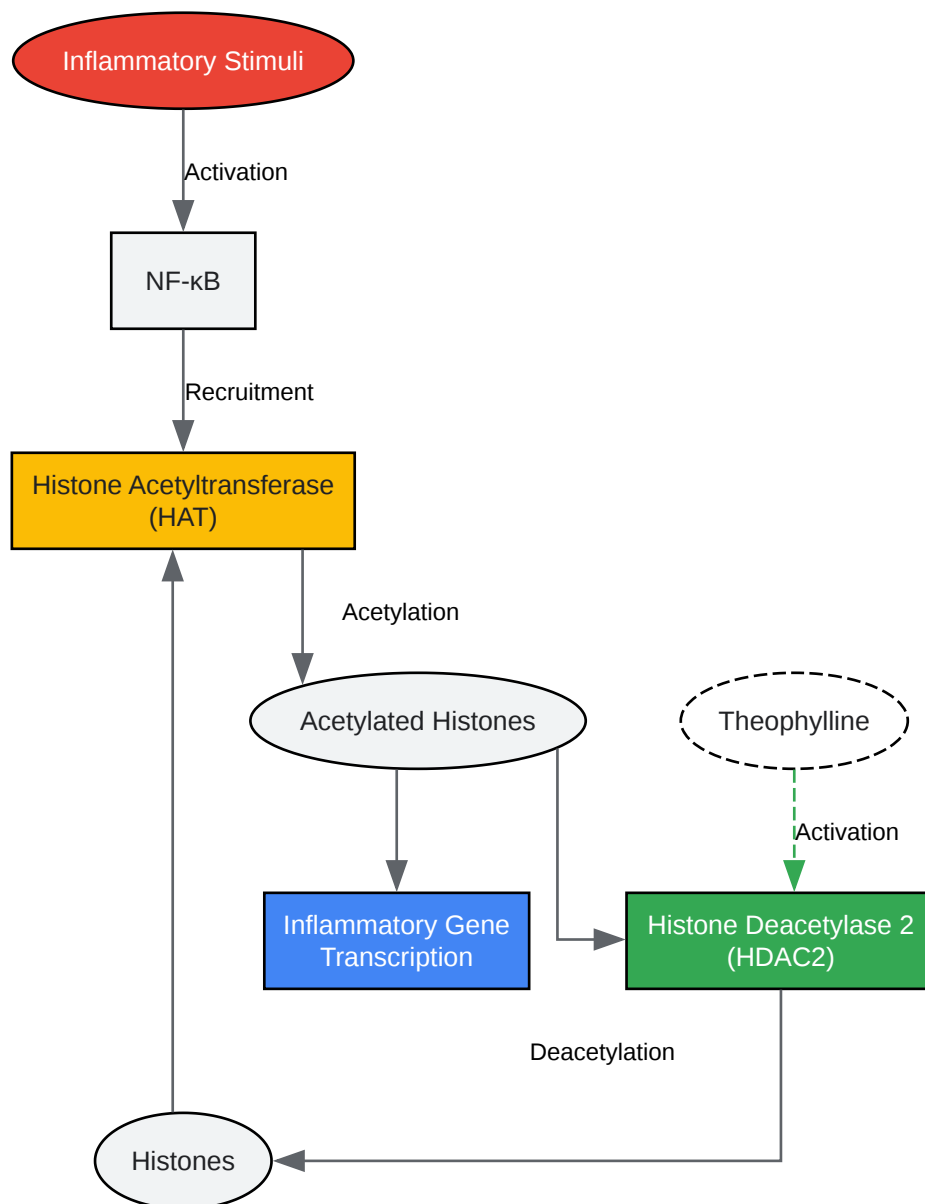 Inflammatory Stimuli
Activation
NF-κB
Recruitment
Histone Acetyltransferase
(HAT)
Acetylation
Acetylated Histones
Theophylline
Activation
Inflammatory Gene
Transcription
Histone Deacetylase 2
(HDAC2)
Deacetylation
Histones